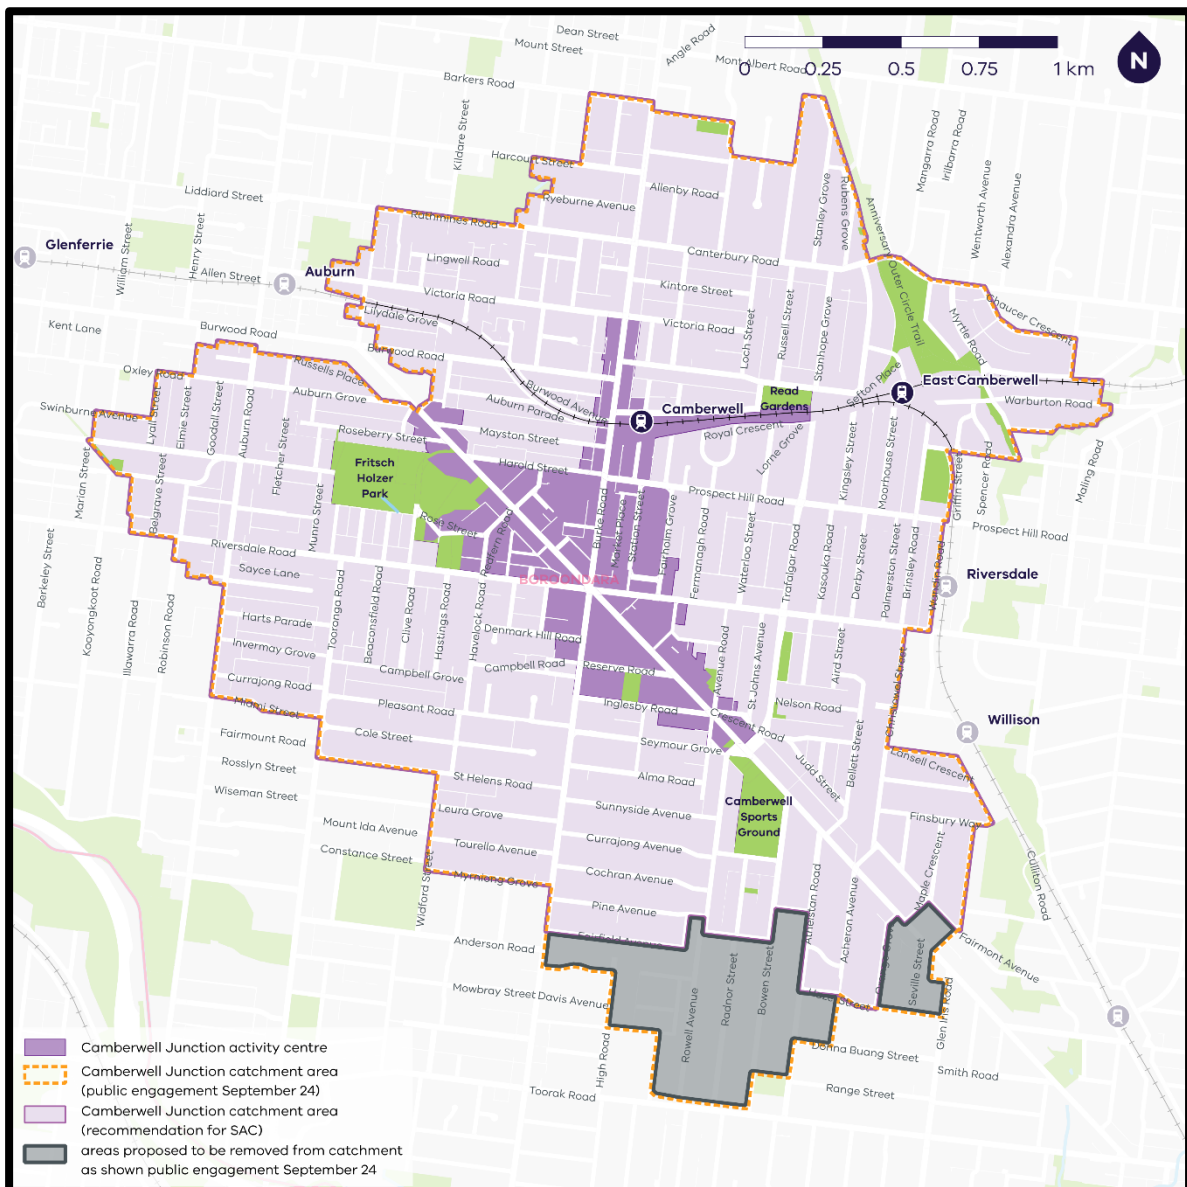 Dean Street
Mount Street
Angle Road
Mont Albert Road
N
0 0.25 0.5 0.75 1 km
Barkers Road
Kildare Street
Harcourt Street
Mangarra Road
Irilbarra Road
Wentworth Avenue
Alexandra Avenue
Liddiard Street
Allenby Road
Stanley Grove
Rubens Grove
Ryeburne Avenue
Rathmines Road
Henry Street
William Street
Glenferrie
Lingwell Road
Canterbury Road
Outer Circle Trail
Auburn
Allen Street
Victoria Road
Kintore Street
Chaucer Crescent
Lilydale Grove
Victoria Road
Loch Street
Russell Street
Stanhope Grove
Myrtle Road
Kent Lane
Burwood Road
Burwood Road
Oxley Road
Russells Place
Auburn Grove
Burwood Avenue
Sefton Place
East Camberwell
Warburton Road
Read
Gardens
Camberwell
Swinburne Avenue
Lyall Street
Elmie Street
Goodall Street
Auburn Road
Fletcher Street
Auburn Parade
Mayston Street
Roseberry Street
Royal Crescent
Lorne Grove
Kingsley Street
Moorhouse Street
Harold Street
Fritsch
Holzer
Park
Marian Street
Belgrave Street
Munro Street
Prospect Hill Road
Griffin Street
Spencer Road
Maling Road
Burke Road
Market Place
Station Street
Fairholm Grove
Rose Street
Redfern Road
Prospect Hill Road
Riversdale Road
Sayce Lane
Berkeley Street
Kooyongkoot Road
Illawarra Road
Robinson Road
BOROONDARA
Fermanagh Road
Waterloo Street
Trafalgar Road
Kasouka Road
Derby Street
Palmerston Street
Brinsley Road
Wandin Road
Riversdale
Harts Parade
Tooronga Road
Beaconsfield Road
Clive Road
Hastings Road
Havelock Road
Denmark Hill Road
Invermay Grove
Campbell Grove
Campbell Road
Reserve Road
Avenue Road
St Johns Avenue
Aird Street
Currajong Road
Miami Street
Pleasant Road
Inglesby Road
Nelson Road
Crescent Road
Willison
Fairmount Road
Cole Street
Seymour Grove
Bellett Street
Lansell Crescent
Rosslyn Street
St Helens Road
Alma Road
Judd Street
Wiseman Street
Leura Grove
Sunnyside Avenue
Camberwell
Sports
Ground
Finsbury Way
Mount Ida Avenue
Constance Street
Tourello Avenue
Currajong Avenue
Culliton Road
Widford Street
Myrniong Grove
Cochran Avenue
Maple Crescent
Pine Avenue
Athelstan Road
Acheron Avenue
Anderson Road
Fairfield Avenue
Fairmont Avenue
Mowbray Street
Davis Avenue
Rowell Avenue
Radnor Street
Bowen Street
Seville Street
Glen Iris Road
High Road
Donna Buang Street
Smith Road
Toorak Road
Range Street
Camberwell Junction activity centre
Camberwell Junction catchment area
(public engagement September 24)
Camberwell Junction catchment area
(recommendation for SAC)
areas proposed to be removed from catchment
as shown public engagement September 24